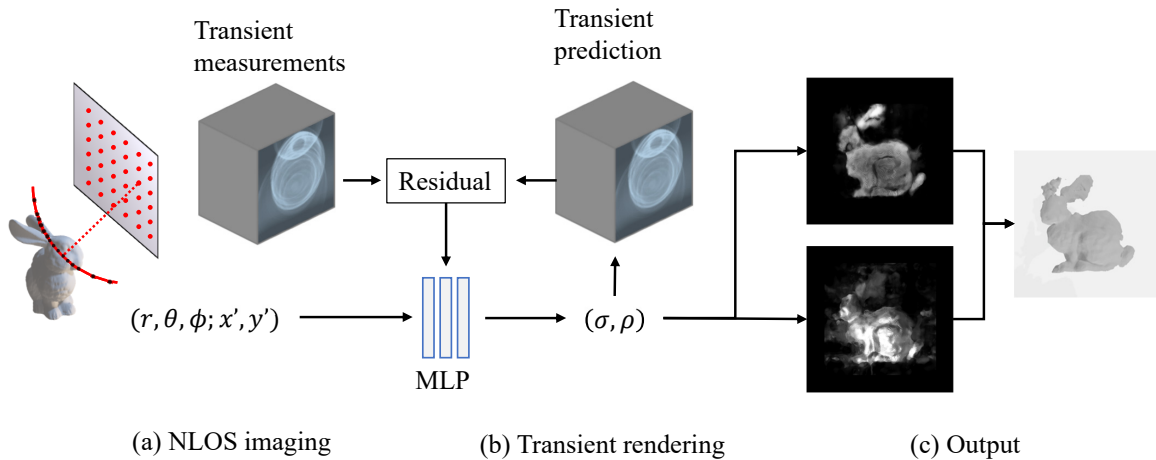 Transient
measurements
Transient
prediction
Residual
(r, θ, ϕ; x’, y’)
MLP
(σ, ρ)
(a) NLOS imaging
(b) Transient rendering
(c) Output